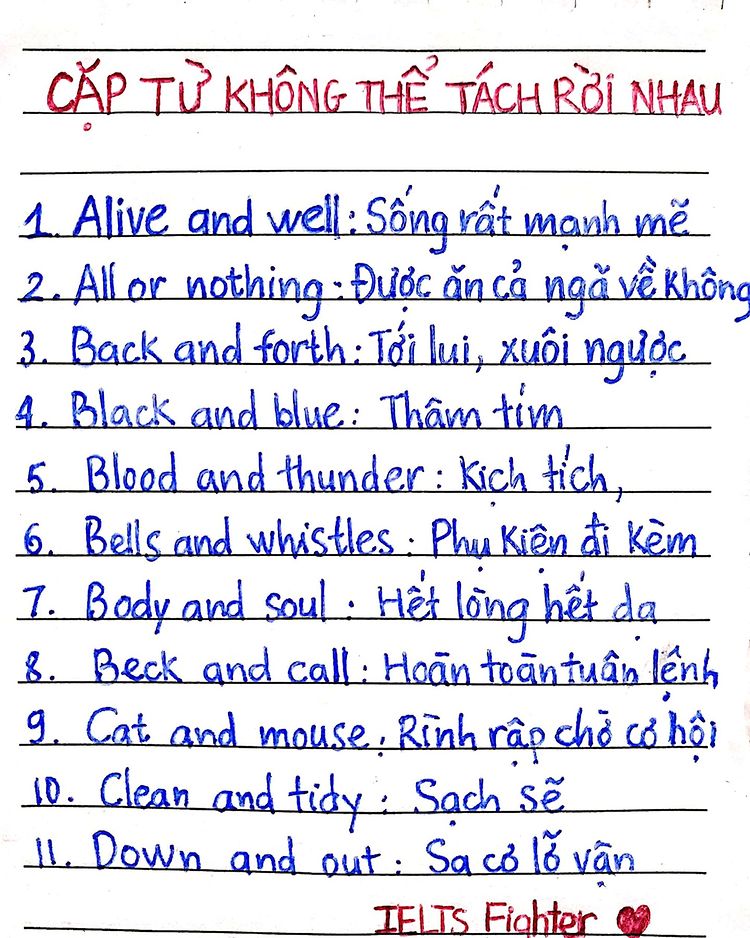 CẶP TỪ KHÔNG THỂ TÁCH RỜI NHAU
1. Alive and well: Sống rất mạnh mẽ
2. All or nothing: Được ăn cả ngã về không
3. Back and forth: Tới lui, xuôi ngược
4. Black and blue: Thâm tím
5. Blood and thunder: Kịch tích,
6. Bells and whistles: Phụ kiện đi kèm
7. Body and soul: Hết lòng hết dạ
8. Beck and call: Hoàn toàn tuân lệnh
9. Cat and mouse: Rình rập chờ cơ hội
10. Clean and tidy: Sạch sẽ
11. Down and out: Sa cơ lỡ vận
IELTS Fighter